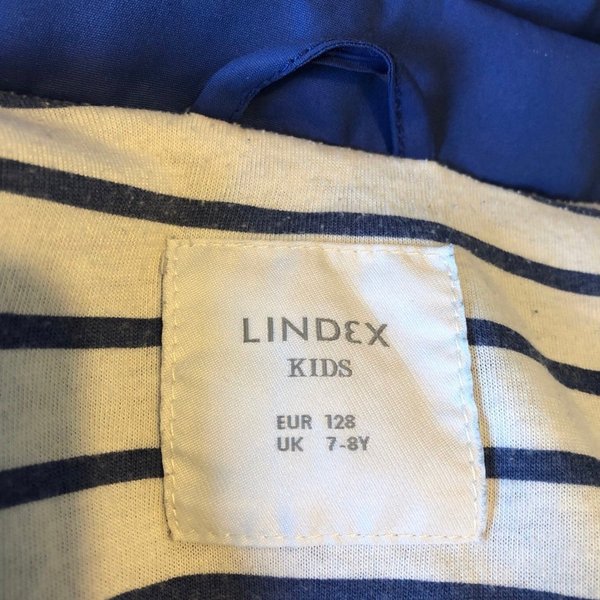 LINDEX
KIDS
EUR 128
UK 7-8Y